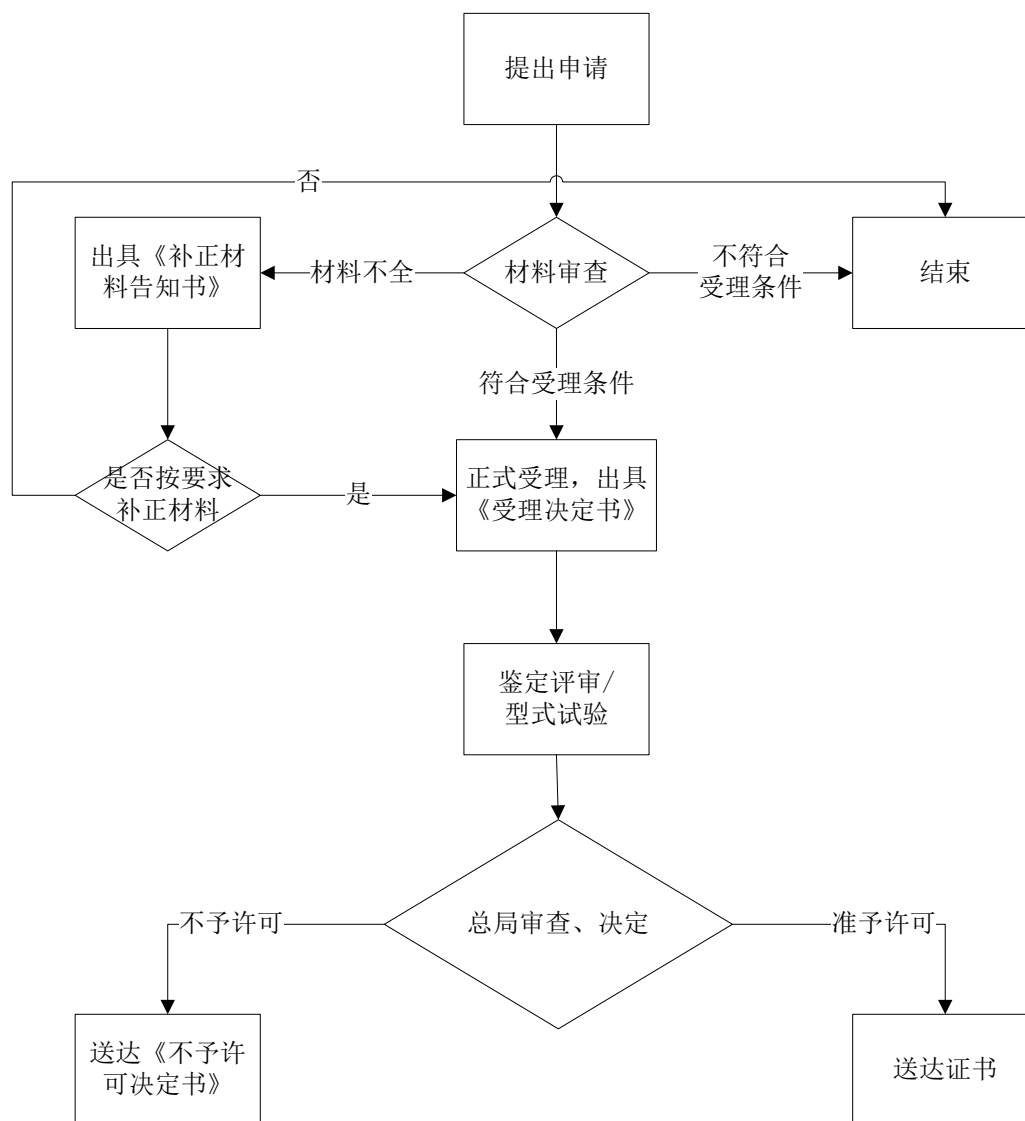 提出申请
否
出具《补正材
料告知书》
材料不全
材料审查
不符合
受理条件
结束
符合受理条件
是否按要求
补正材料
是
正式受理，出具
《受理决定书》
鉴定评审/
型式试验
不予许可
总局审查、决定
准予许可
送达《不予许
可决定书》
送达证书